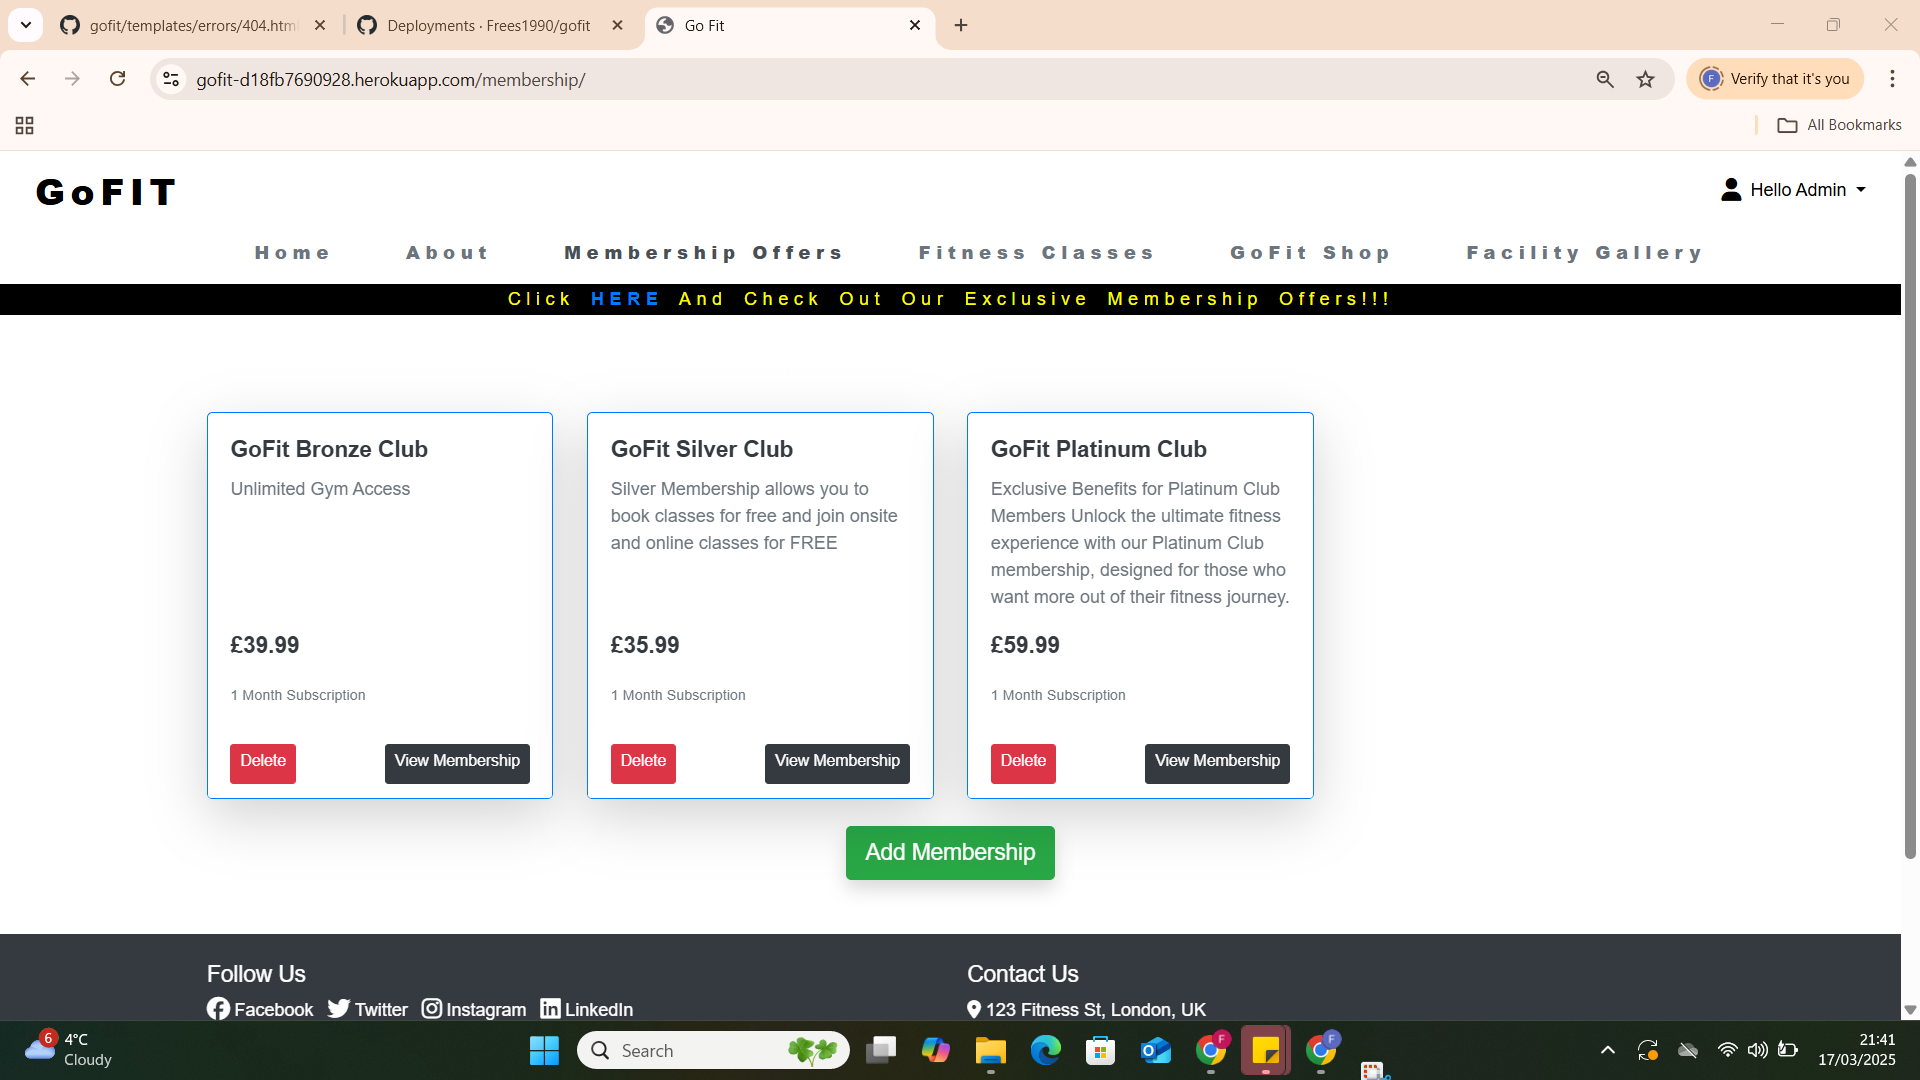 gofit/templates/errors/404.htm
Deployments · Frees1990/gofit
Go Fit
gofit-d18fb7690928.herokuapp.com/membership/
F
Verify that it's you
All Bookmarks
GoFIT
Hello Admin
Home
About
Membership Offers
Fitness Classes
GoFit Shop
Facility Gallery
Click HERE And Check Out Our Exclusive Membership Offers!!!
GoFit Bronze Club
Unlimited Gym Access
£39.99
1 Month Subscription
Delete
View Membership
GoFit Silver Club
Silver Membership allows you to
book classes for free and join onsite
and online classes for FREE
£35.99
1 Month Subscription
Delete
View Membership
GoFit Platinum Club
Exclusive Benefits for Platinum Club
Members Unlock the ultimate fitness
experience with our Platinum Club
membership, designed for those who
want more out of their fitness journey.
£59.99
1 Month Subscription
Delete
View Membership
Add Membership
Follow Us
Facebook
Twitter
Instagram
LinkedIn
Contact Us
123 Fitness St, London, UK
6
4°C
Cloudy
Search
F
F
21:41
17/03/2025